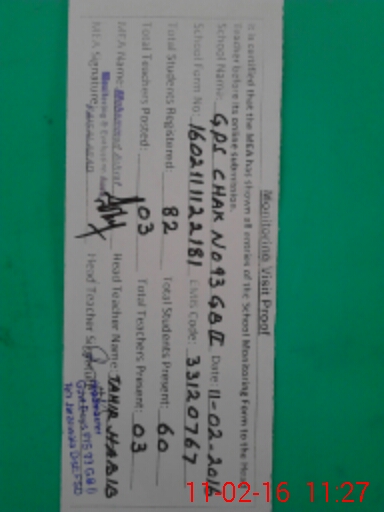 Monitoring Visit Proof
It is certified that the MEA has shown all entries of the School Monitoring Form to the Head
Teacher before its online submission.
School Name: GPS CHAK No 93 GB II Date: 11-02-2016
School Form No: 1602111122181 EMIS Code: 33120767
Total Students Registered: 82 Total Students Present: 60
Total Teachers Posted: 03 Total Teachers Present: 03
MEA Name: Head Teacher Name: TAHIR HABIB
MEA Signature: Head Teacher Signature
11-02-16 11:27